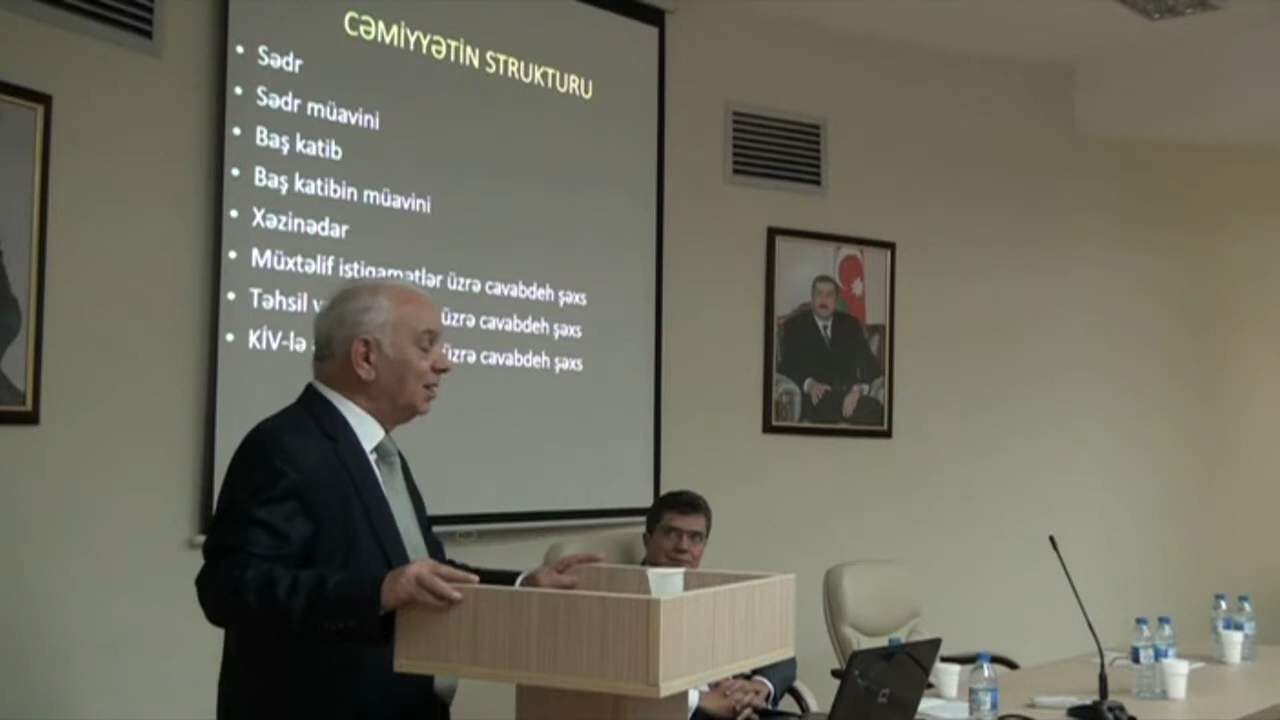 CƏMİYYƏTİN STRUKTURU
• Sədr
• Sədr müavini
• Baş katib
• Baş katibin müavini
• Xəzinədar
• Müxtəlif istiqamətlər üzrə cavabdeh şəxs
• Təhsil üzrə cavabdeh şəxs
• KİV-lə üzrə cavabdeh şəxs